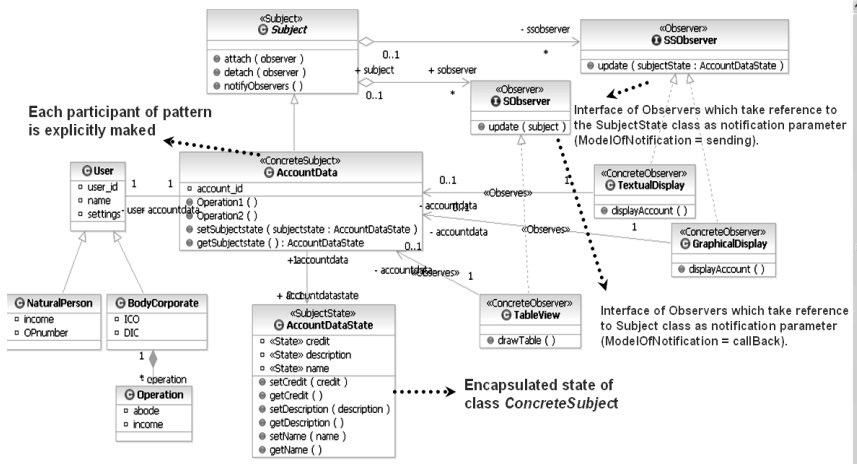 «Subject»
Subject
attach ( observer )
detach ( observer )
notifyObservers ( )
- ssobserver
0..1
*
+ subject
+ sobserver
0..1
*
«Observer»
SSObserver
update ( subjectState : AccountDataState )
«Observer»
SObserver
update ( subject )
Interface of Observers which take reference to
the SubjectState class as notification parameter
(ModelOfNotification = sending).
Each participant of pattern
is explicitly maked
«ConcreteSubject»
AccountData
account_id
Operation1 ( )
Operation2 ( )
setSubjectstate ( subjectstate : AccountDataState )
getSubjectstate ( ) : AccountDataState
User
user_id
name
settings
1
1
- user
accountdata
0..1
«Observes»
1
- accountdata
0..1
«Observes»
1
- accountdata
0..1
- accountdata
«Observes»
1
«ConcreteObserver»
TextualDisplay
displayAccount ( )
«ConcreteObserver»
GraphicalDisplay
displayAccount ( )
NaturalPerson
income
OPnumber
BodyCorporate
ICO
DIC
1
* - operation
Operation
abode
income
+ accountdata
+ accountdatastate
«SubjectState»
AccountDataState
«State» credit
«State» description
«State» name
setCredit ( credit )
getCredit ( )
setDescription ( description )
getDescription ( )
setName ( name )
getName ( )
«ConcreteObserver»
TableView
drawTable ( )
Interface of Observers which take reference
to Subject class as notification parameter
(ModelOfNotification = callBack).
Encapsulated state of
class ConcreteSubject